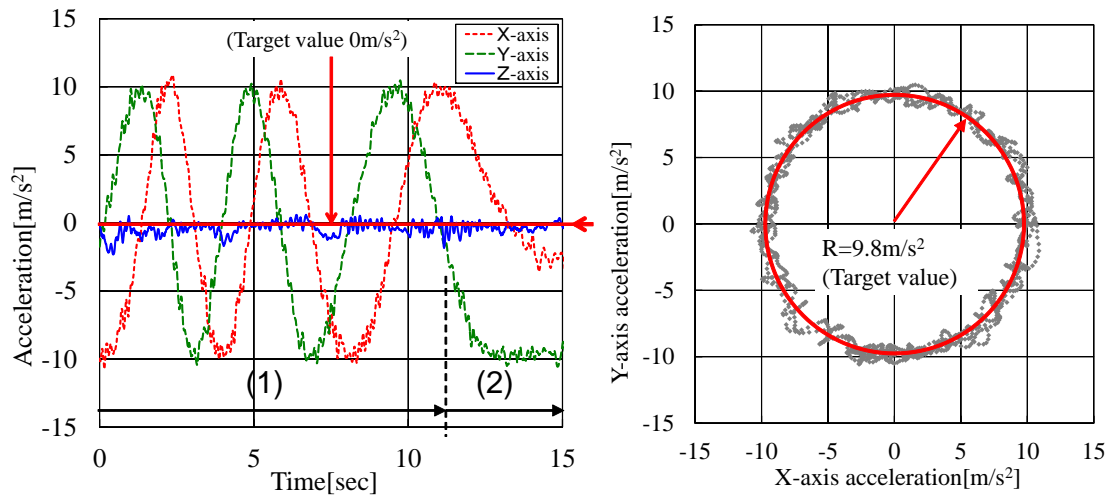 15
10
5
0
-5
-10
-15
Acceleration[m/s²]
(Target value 0m/s²)
X-axis
Y-axis
Z-axis
(1)
(2)
0
5
10
15
Time[sec]
15
10
5
0
-5
-10
-15
Y-axis acceleration[m/s²]
R=9.8m/s²
(Target value)
-15
-10
-5
0
5
10
15
X-axis acceleration[m/s²]